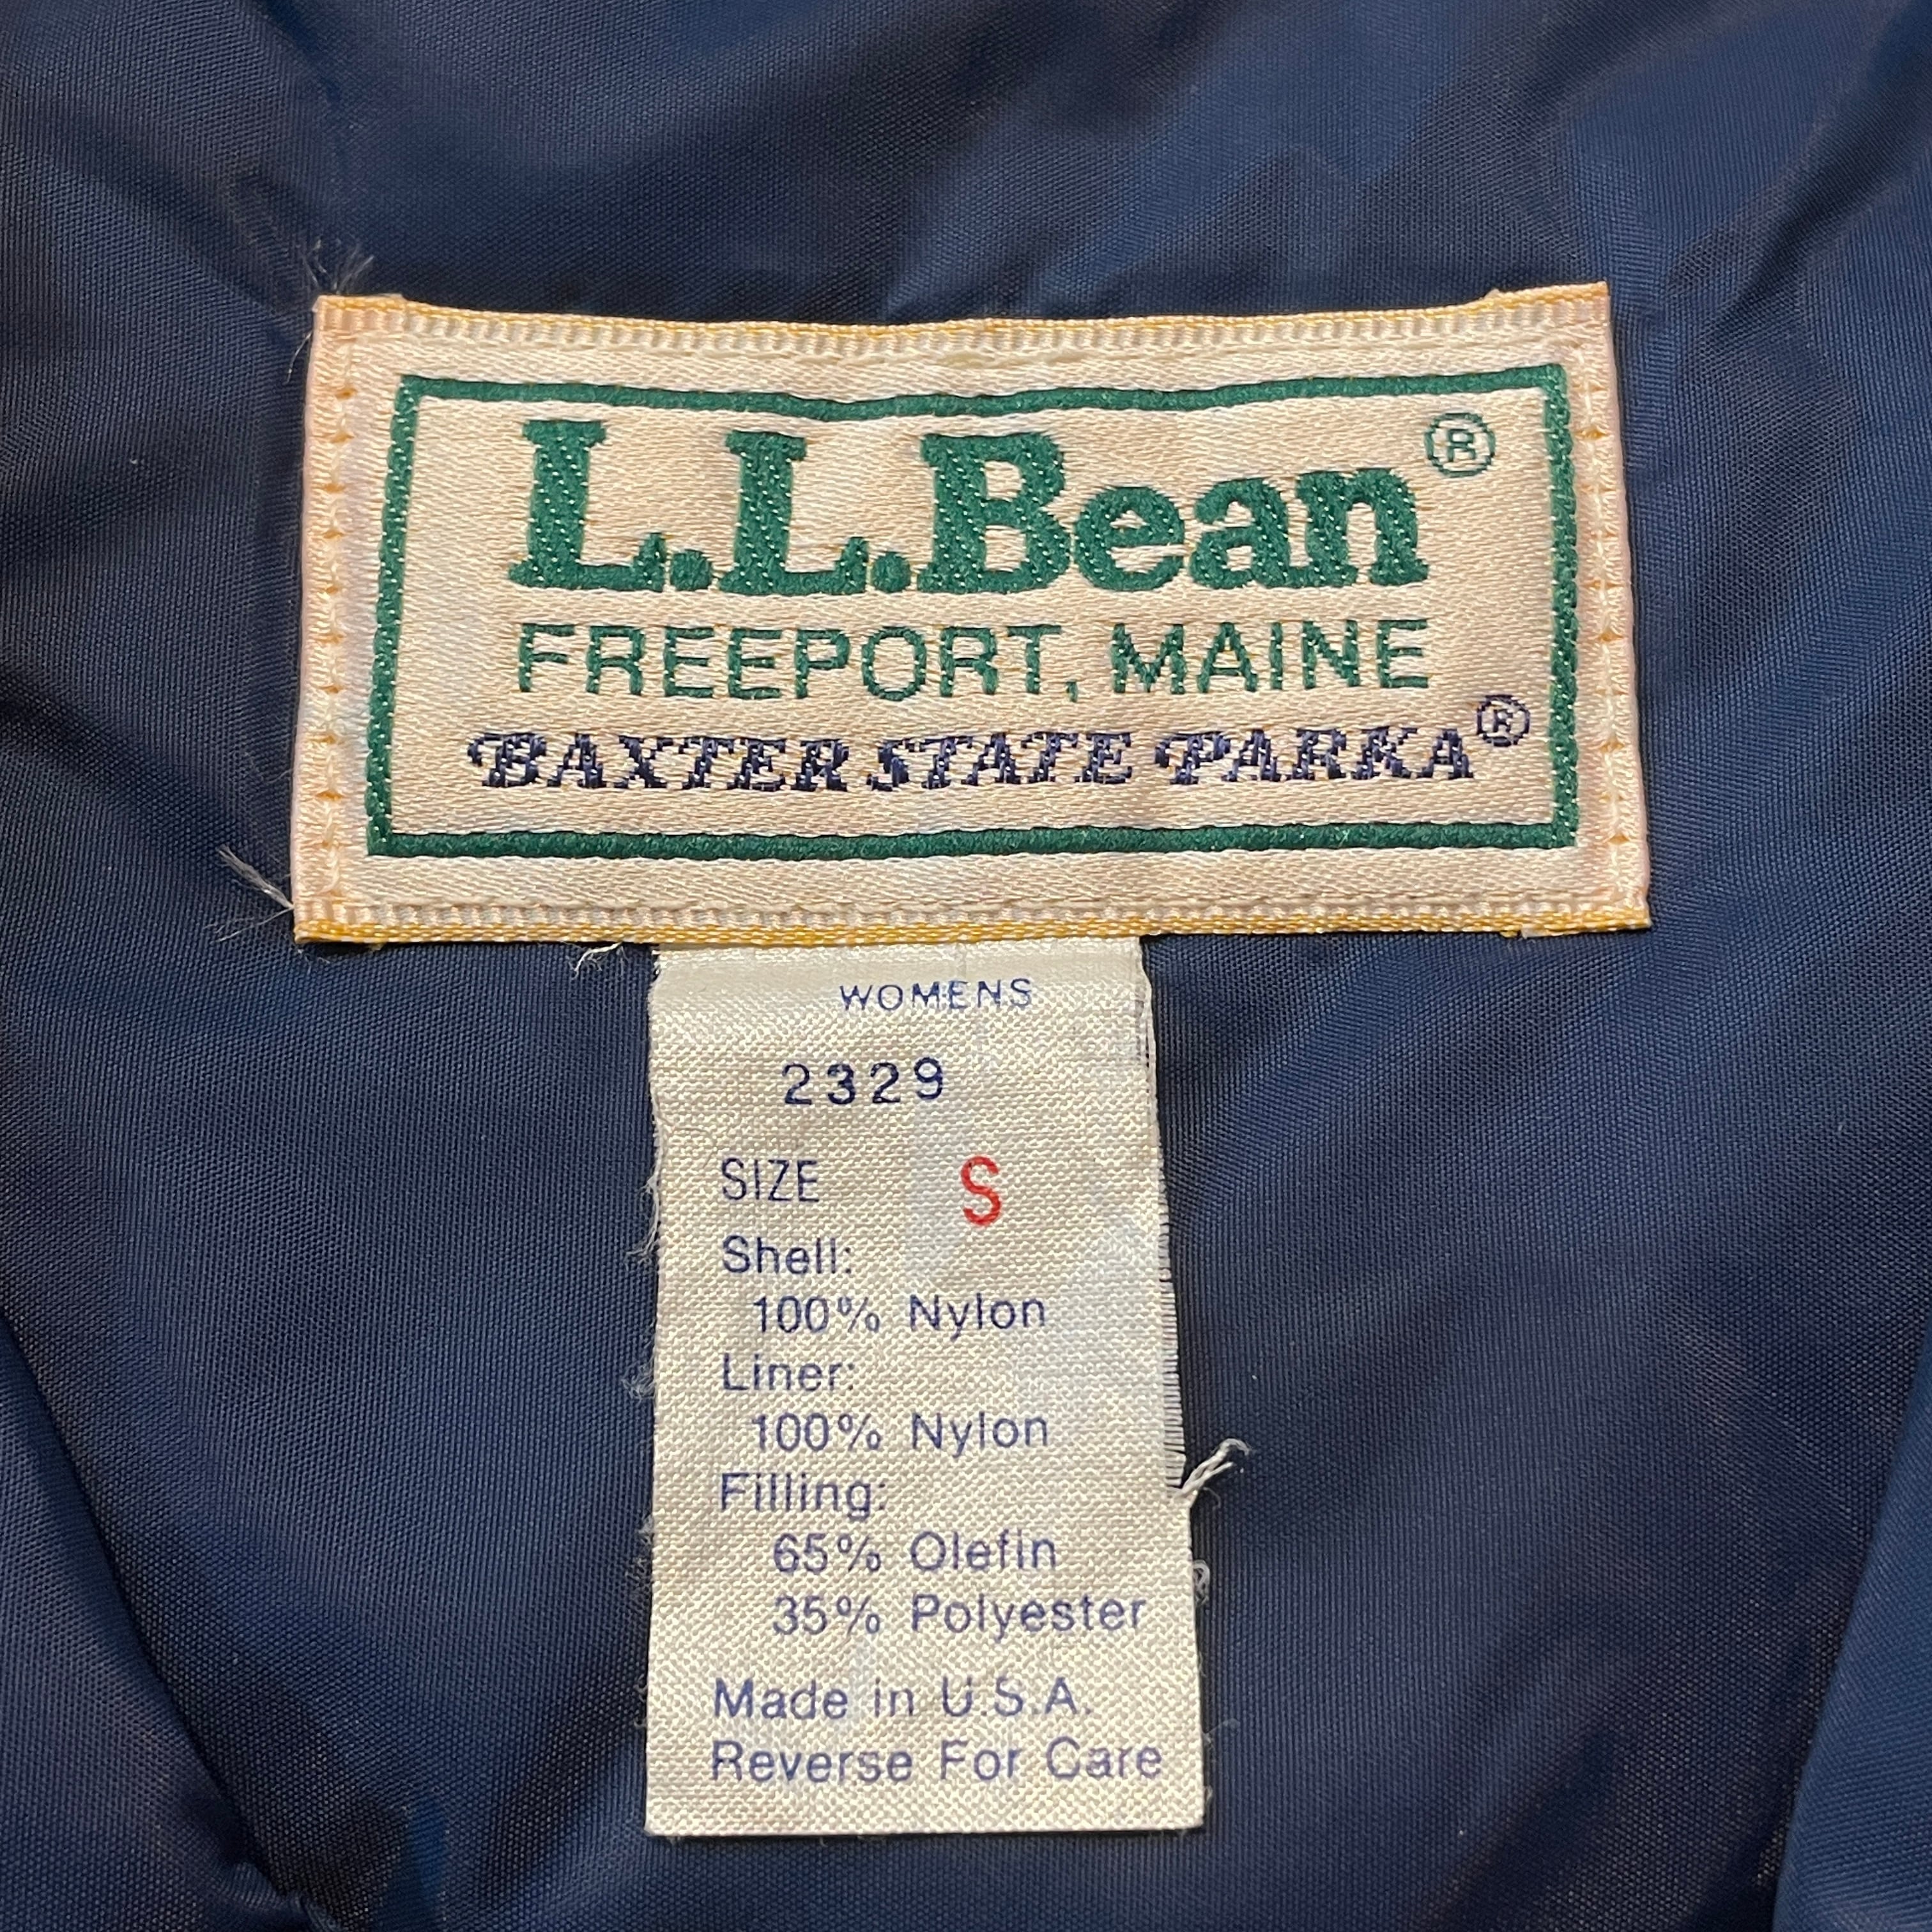 L.L.Bean®
FREEPORT, MAINE
BAXTER STATE PARKA®
WOMENS
2329
SIZE S
Shell:
100% Nylon
Liner:
100% Nylon
Filling:
65% Olefin
35% Polyester
Made in U.S.A.
Reverse For Care